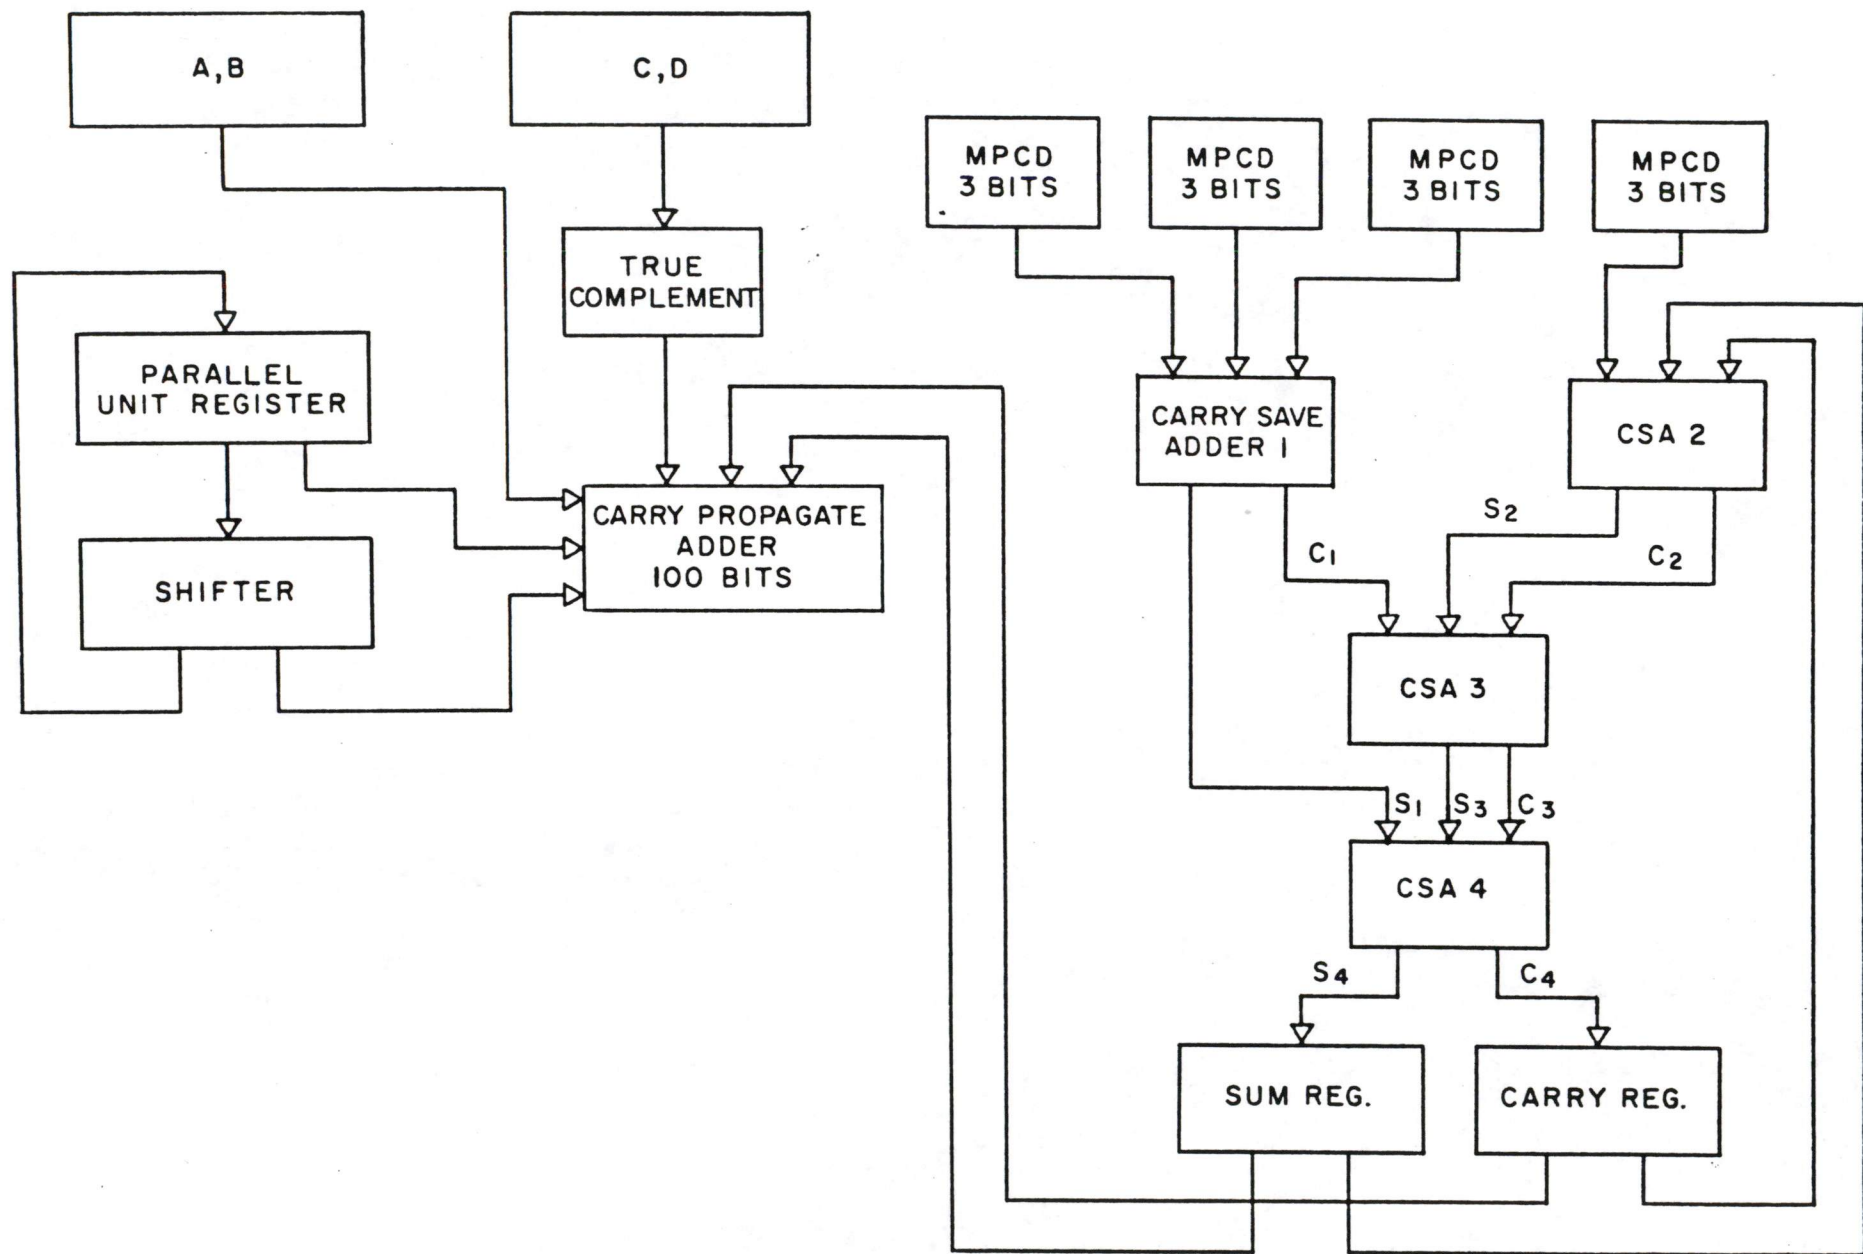 A,B
C,D
MPCD
3 BITS
MPCD
3 BITS
MPCD
3 BITS
MPCD
3 BITS
TRUE
COMPLEMENT
PARALLEL
UNIT REGISTER
CARRY SAVE
ADDER 1
CSA 2
CARRY PROPAGATE
ADDER
100 BITS
SHIFTER
S2
C1
C2
CSA 3
S1
S3
C3
CSA 4
S4
C4
SUM REG.
CARRY REG.